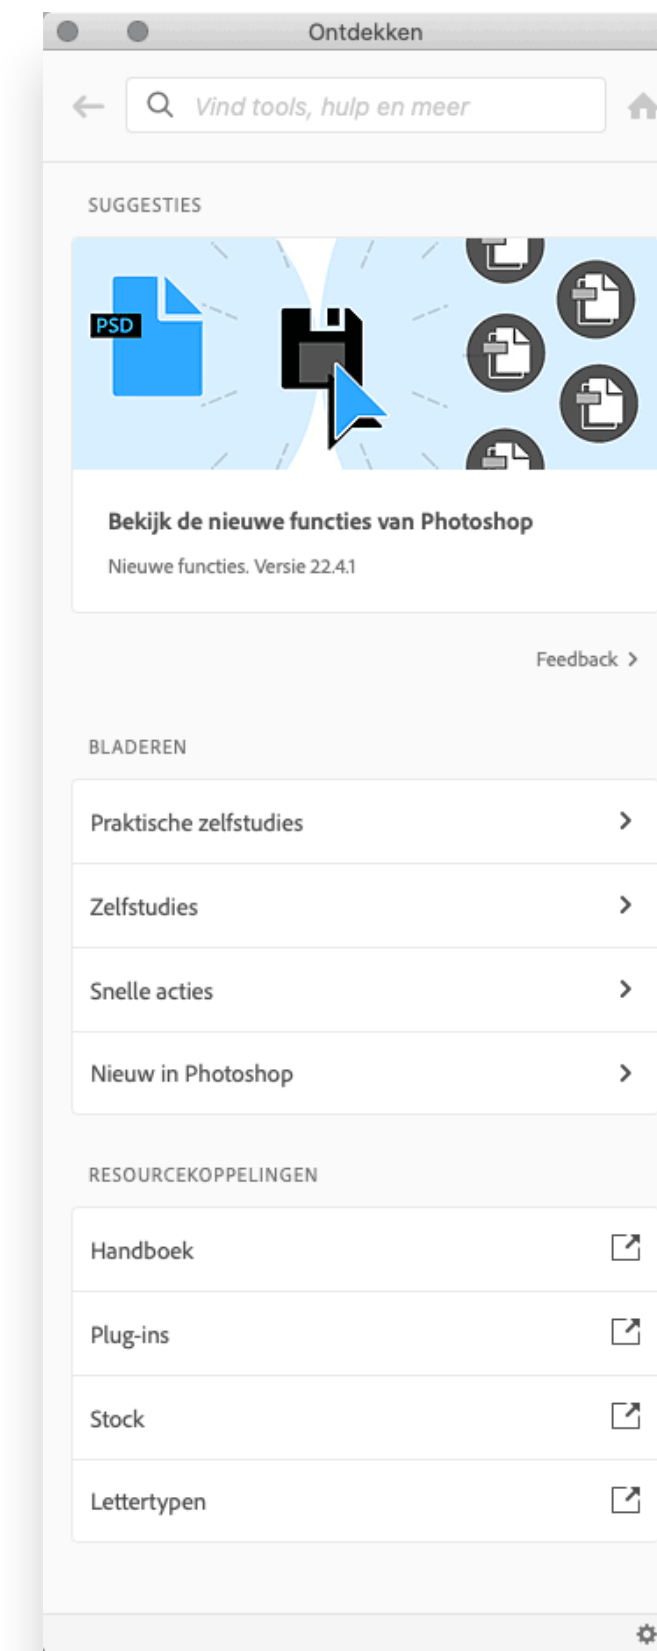 Ontdekken
Vind tools, hulp en meer
SUGGESTIES
PSD
Bekijk de nieuwe functies van Photoshop
Nieuwe functies. Versie 22.4.1
Feedback
BLADEREN
Praktische zelfstudies
Zelfstudies
Snelle acties
Nieuw in Photoshop
RESOURCEKOPPELINGEN
Handboek
Plug-ins
Stock
Lettertypen